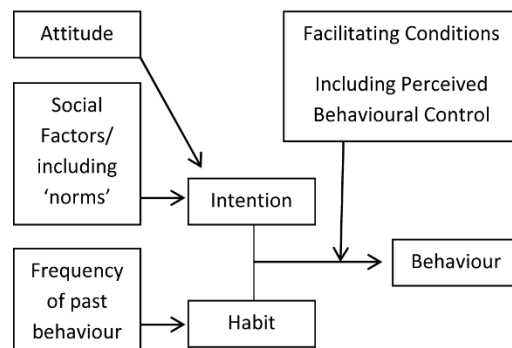 Attitude
Facilitating Conditions
Including Perceived
Behavioural Control
Social
Factors/
including
‘norms’
Intention
Behaviour
Frequency
of past
behaviour
Habit